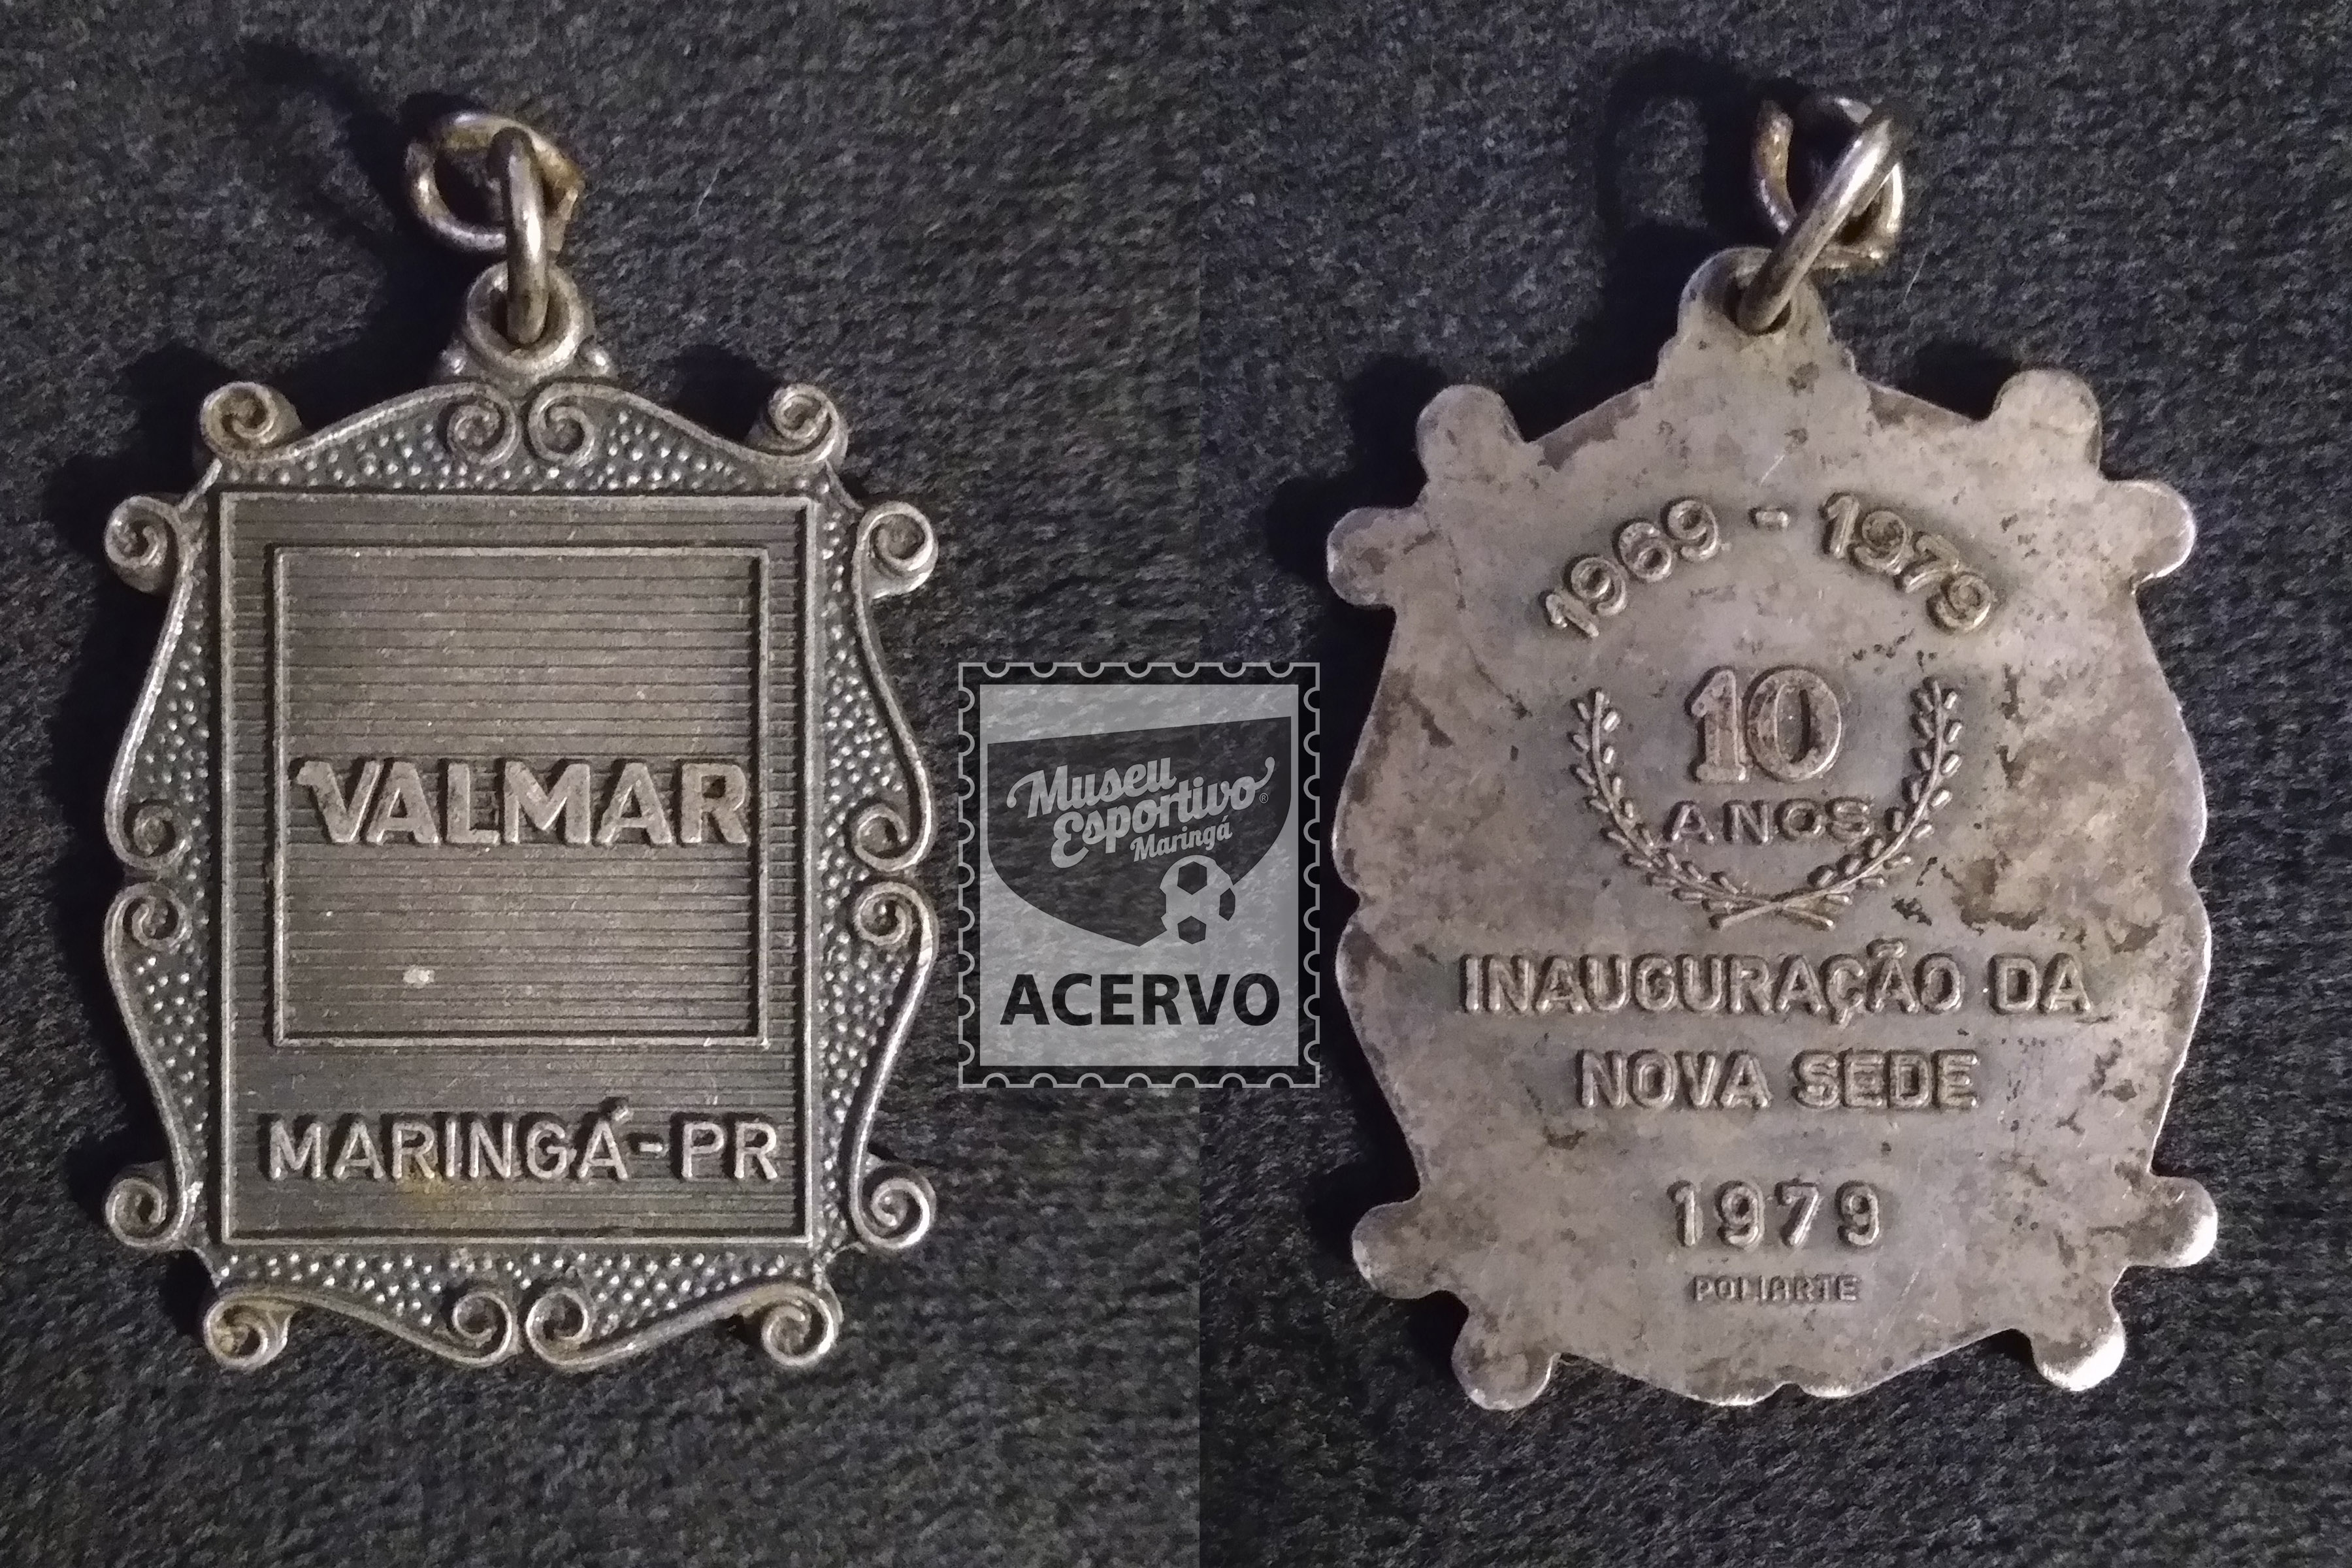 VALMAR
MARINGÁ-PR
Museu
Esportivo®
Maringá
ACERVO
1969 - 1979
10
ANOS
INAUGURAÇÃO DA
NOVA SEDE
1979
POLIARTE